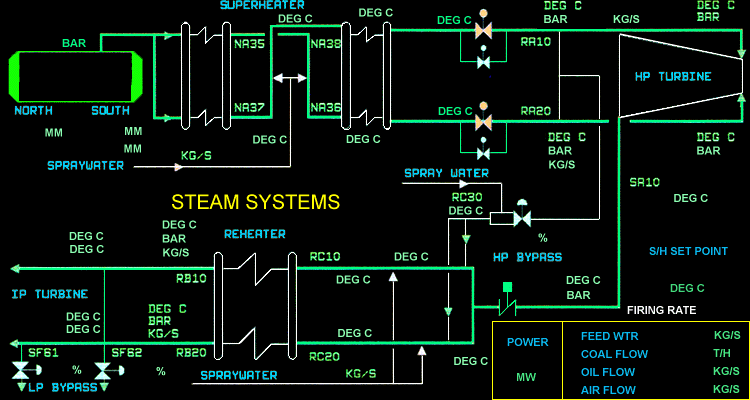 SUPERHEATER
DEG C DEG C DEG C DEG C DEG C
BAR KG/S BAR
BAR NA35 NA38 RA10
HP TURBINE
NORTH SOUTH NA37 NA36 DEG C RA20
MM MM DEG C DEG C DEG C DEG C
MM KG/S BAR BAR
SPRAYWATER KG/S
SPRAY WATER SA10
STEAM SYSTEMS RC30 DEG C
DEG C
DEG C
DEG C REHEATER
DEG C BAR % S/H SET POINT
KG/S
RC10 DEG C HP BYPASS
RB10 DEG C DEG C DEG C
IP TURBINE BAR
DEG C FIRING RATE
DEG C BAR
DEG C KG/S DEG C
POWER FEED WTR KG/S
SF61 SF62 RB20 RC20 COAL FLOW T/H
DEG C
% % SPRAYWATER KG/S MW OIL FLOW KG/S
LP BYPASS AIR FLOW KG/S